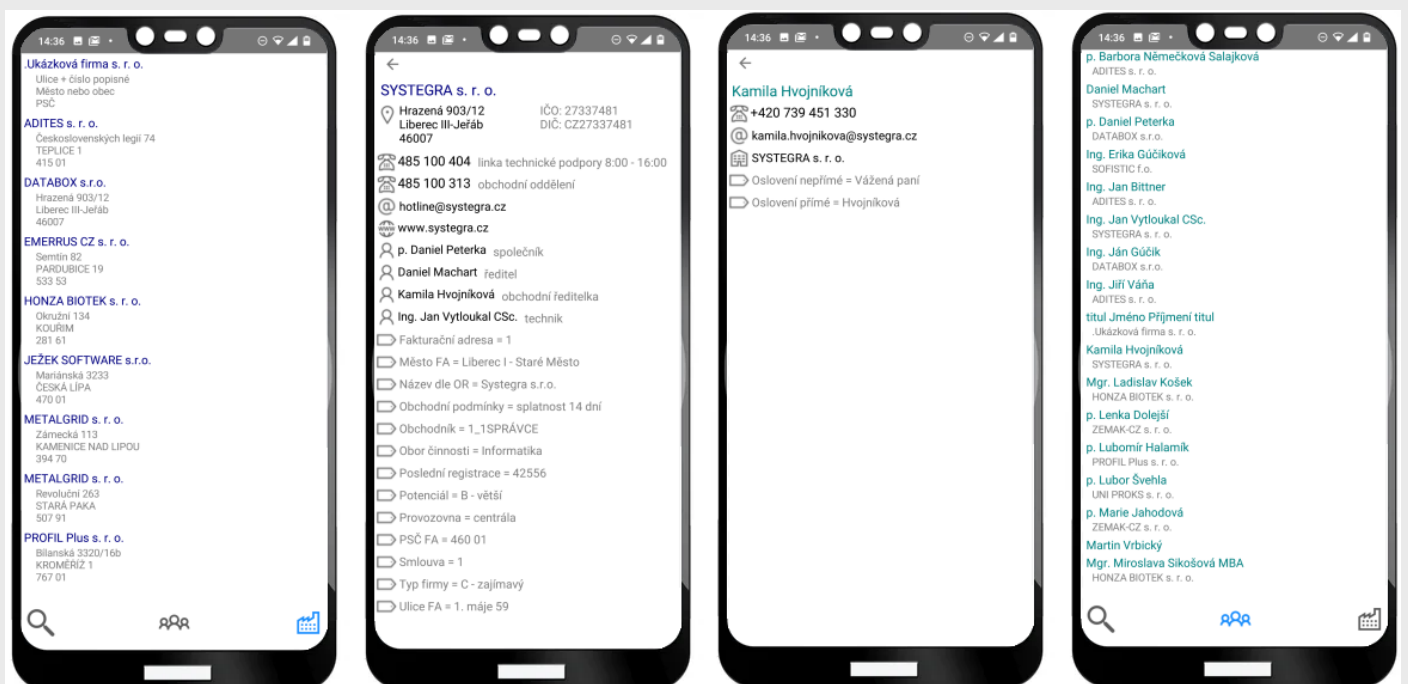 14:36
.Ukázková firma s. r. o.
Ulice + číslo popisné
Město nebo obec
PSČ
ADITES s. r. o.
Československých legií 74
TEPLICE 1
415 01
DATABOX s.r.o.
Hrazená 903/12
Liberec III-Jeřáb
46007
EMERRUS CZ s. r. o.
Semtín 82
PARDUBICE 19
533 53
HONZA BIOTEK s. r. o.
Okružní 134
KOUŘIM
281 61
JEŽEK SOFTWARE s.r.o.
Mariánská 3233
ČESKÁ LÍPA
470 01
METALGRID s. r. o.
Zámecká 113
KAMENICE NAD LIPOU
394 70
METALGRID s. r. o.
Revoluční 263
STARÁ PAKA
507 91
PROFIL Plus s. r. o.
Bílanská 3320/16b
KROMĚŘÍŽ 1
767 01
14:36
SYSTEGRA s. r. o.
Hrazená 903/12 IČO: 27337481
Liberec III-Jeřáb DIČ: CZ27337481
46007
485 100 404 linka technické podpory 8:00 - 16:00
485 100 313 obchodní oddělení
hotline@systegra.cz
www.systegra.cz
p. Daniel Peterka společník
Daniel Machart ředitel
Kamila Hvojníková obchodní ředitelka
Ing. Jan Vytloukal CSc. technik
Fakturační adresa = 1
Město FA = Liberec I - Staré Město
Název dle OR = Systegra s.r.o.
Obchodní podmínky = splatnost 14 dní
Obchodník = 1_1SPRÁVCE
Obor činnosti = Informatika
Poslední registrace = 42556
Potenciál = B - větší
Provozovna = centrála
PSČ FA = 460 01
Smlouva = 1
Typ firmy = C - zajímavý
Ulice FA = 1. máje 59
14:36
Kamila Hvojníková
+420 739 451 330
kamila.hvojnikova@systegra.cz
SYSTEGRA s. r. o.
Oslovení nepřímé = Vážená paní
Oslovení přímé = Hvojníková
14:36
p. Barbora Němečková Salajková
ADITES s. r. o.
Daniel Machart
SYSTEGRA s. r. o.
p. Daniel Peterka
DATABOX s.r.o.
Ing. Erika Gúčiková
SOFISTIC f.o.
Ing. Jan Bittner
ADITES s. r. o.
Ing. Jan Vytloukal CSc.
SYSTEGRA s. r. o.
Ing. Ján Gúčik
DATABOX s.r.o.
Ing. Jiří Váňa
ADITES s. r. o.
titul Jméno Příjmení titul
.Ukázková firma s. r. o.
Kamila Hvojníková
SYSTEGRA s. r. o.
Mgr. Ladislav Košek
HONZA BIOTEK s. r. o.
p. Lenka Dolejší
ZEMAK-CZ s. r. o.
p. Lubomír Halamík
PROFIL Plus s. r. o.
p. Lubor Švehla
UNI PROKS s. r. o.
p. Marie Jahodová
ZEMAK-CZ s. r. o.
Martin Vrbický
Mgr. Miroslava Sikošová MBA
HONZA BIOTEK s. r. o.